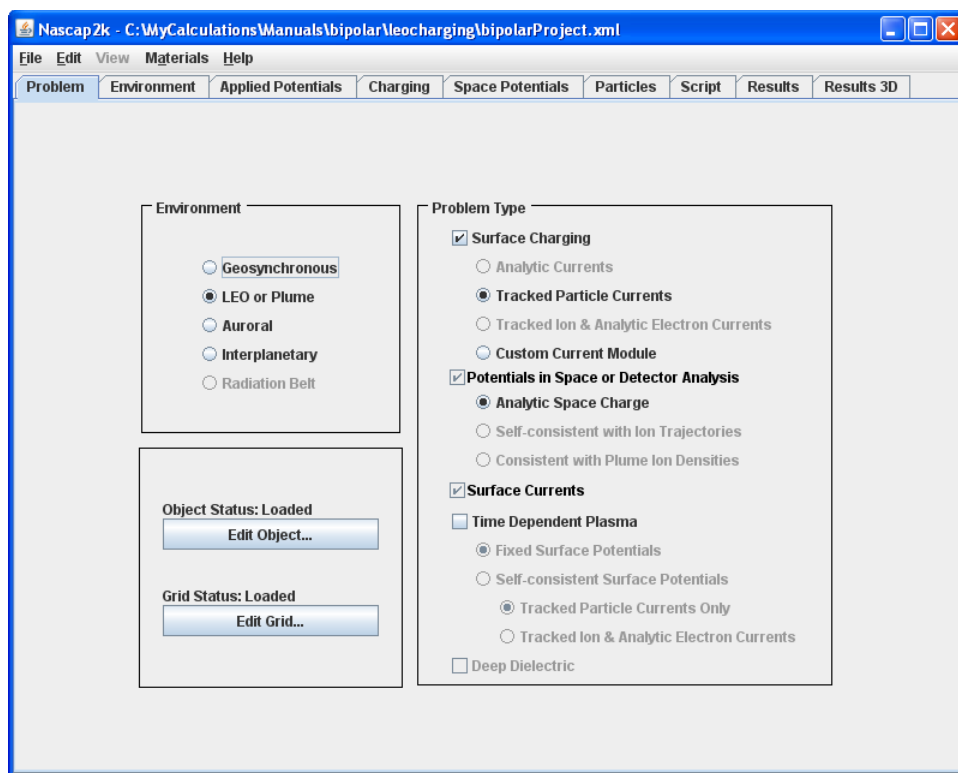 Nascap2k - C:\MyCalculations\Manuals\bipolar\leocharging\bipolarProject.xml
File Edit View Materials Help
Problem Environment Applied Potentials Charging Space Potentials Particles Script Results Results 3D
Environment
Geosynchronous
LEO or Plume
Auroral
Interplanetary
Radiation Belt
Object Status: Loaded
Edit Object...
Grid Status: Loaded
Edit Grid...
Problem Type
Surface Charging
Analytic Currents
Tracked Particle Currents
Tracked Ion & Analytic Electron Currents
Custom Current Module
Potentials in Space or Detector Analysis
Analytic Space Charge
Self-consistent with Ion Trajectories
Consistent with Plume Ion Densities
Surface Currents
Time Dependent Plasma
Fixed Surface Potentials
Self-consistent Surface Potentials
Tracked Particle Currents Only
Tracked Ion & Analytic Electron Currents
Deep Dielectric